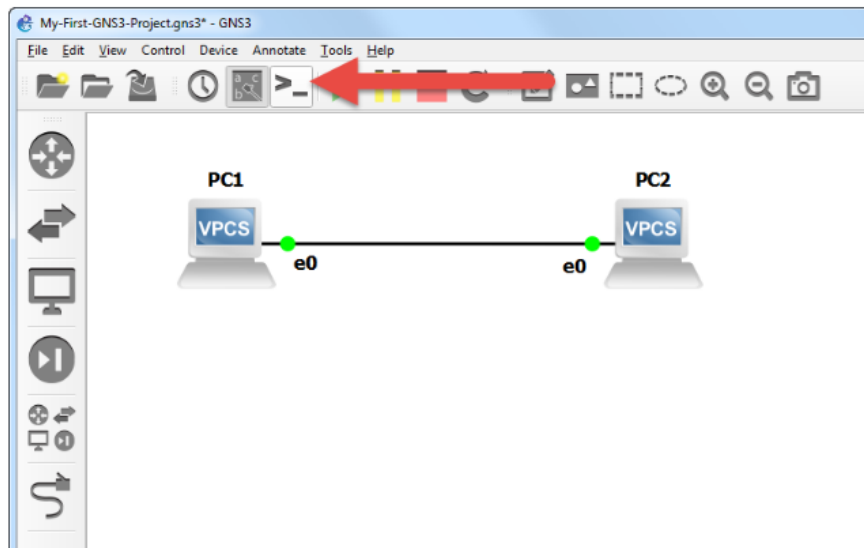 My-First-GNS3-Project.gns3* - GNS3
File Edit View Control Device Annotate Tools Help
a c
b
>_
PC1 PC2
VPCS VPCS
e0 e0